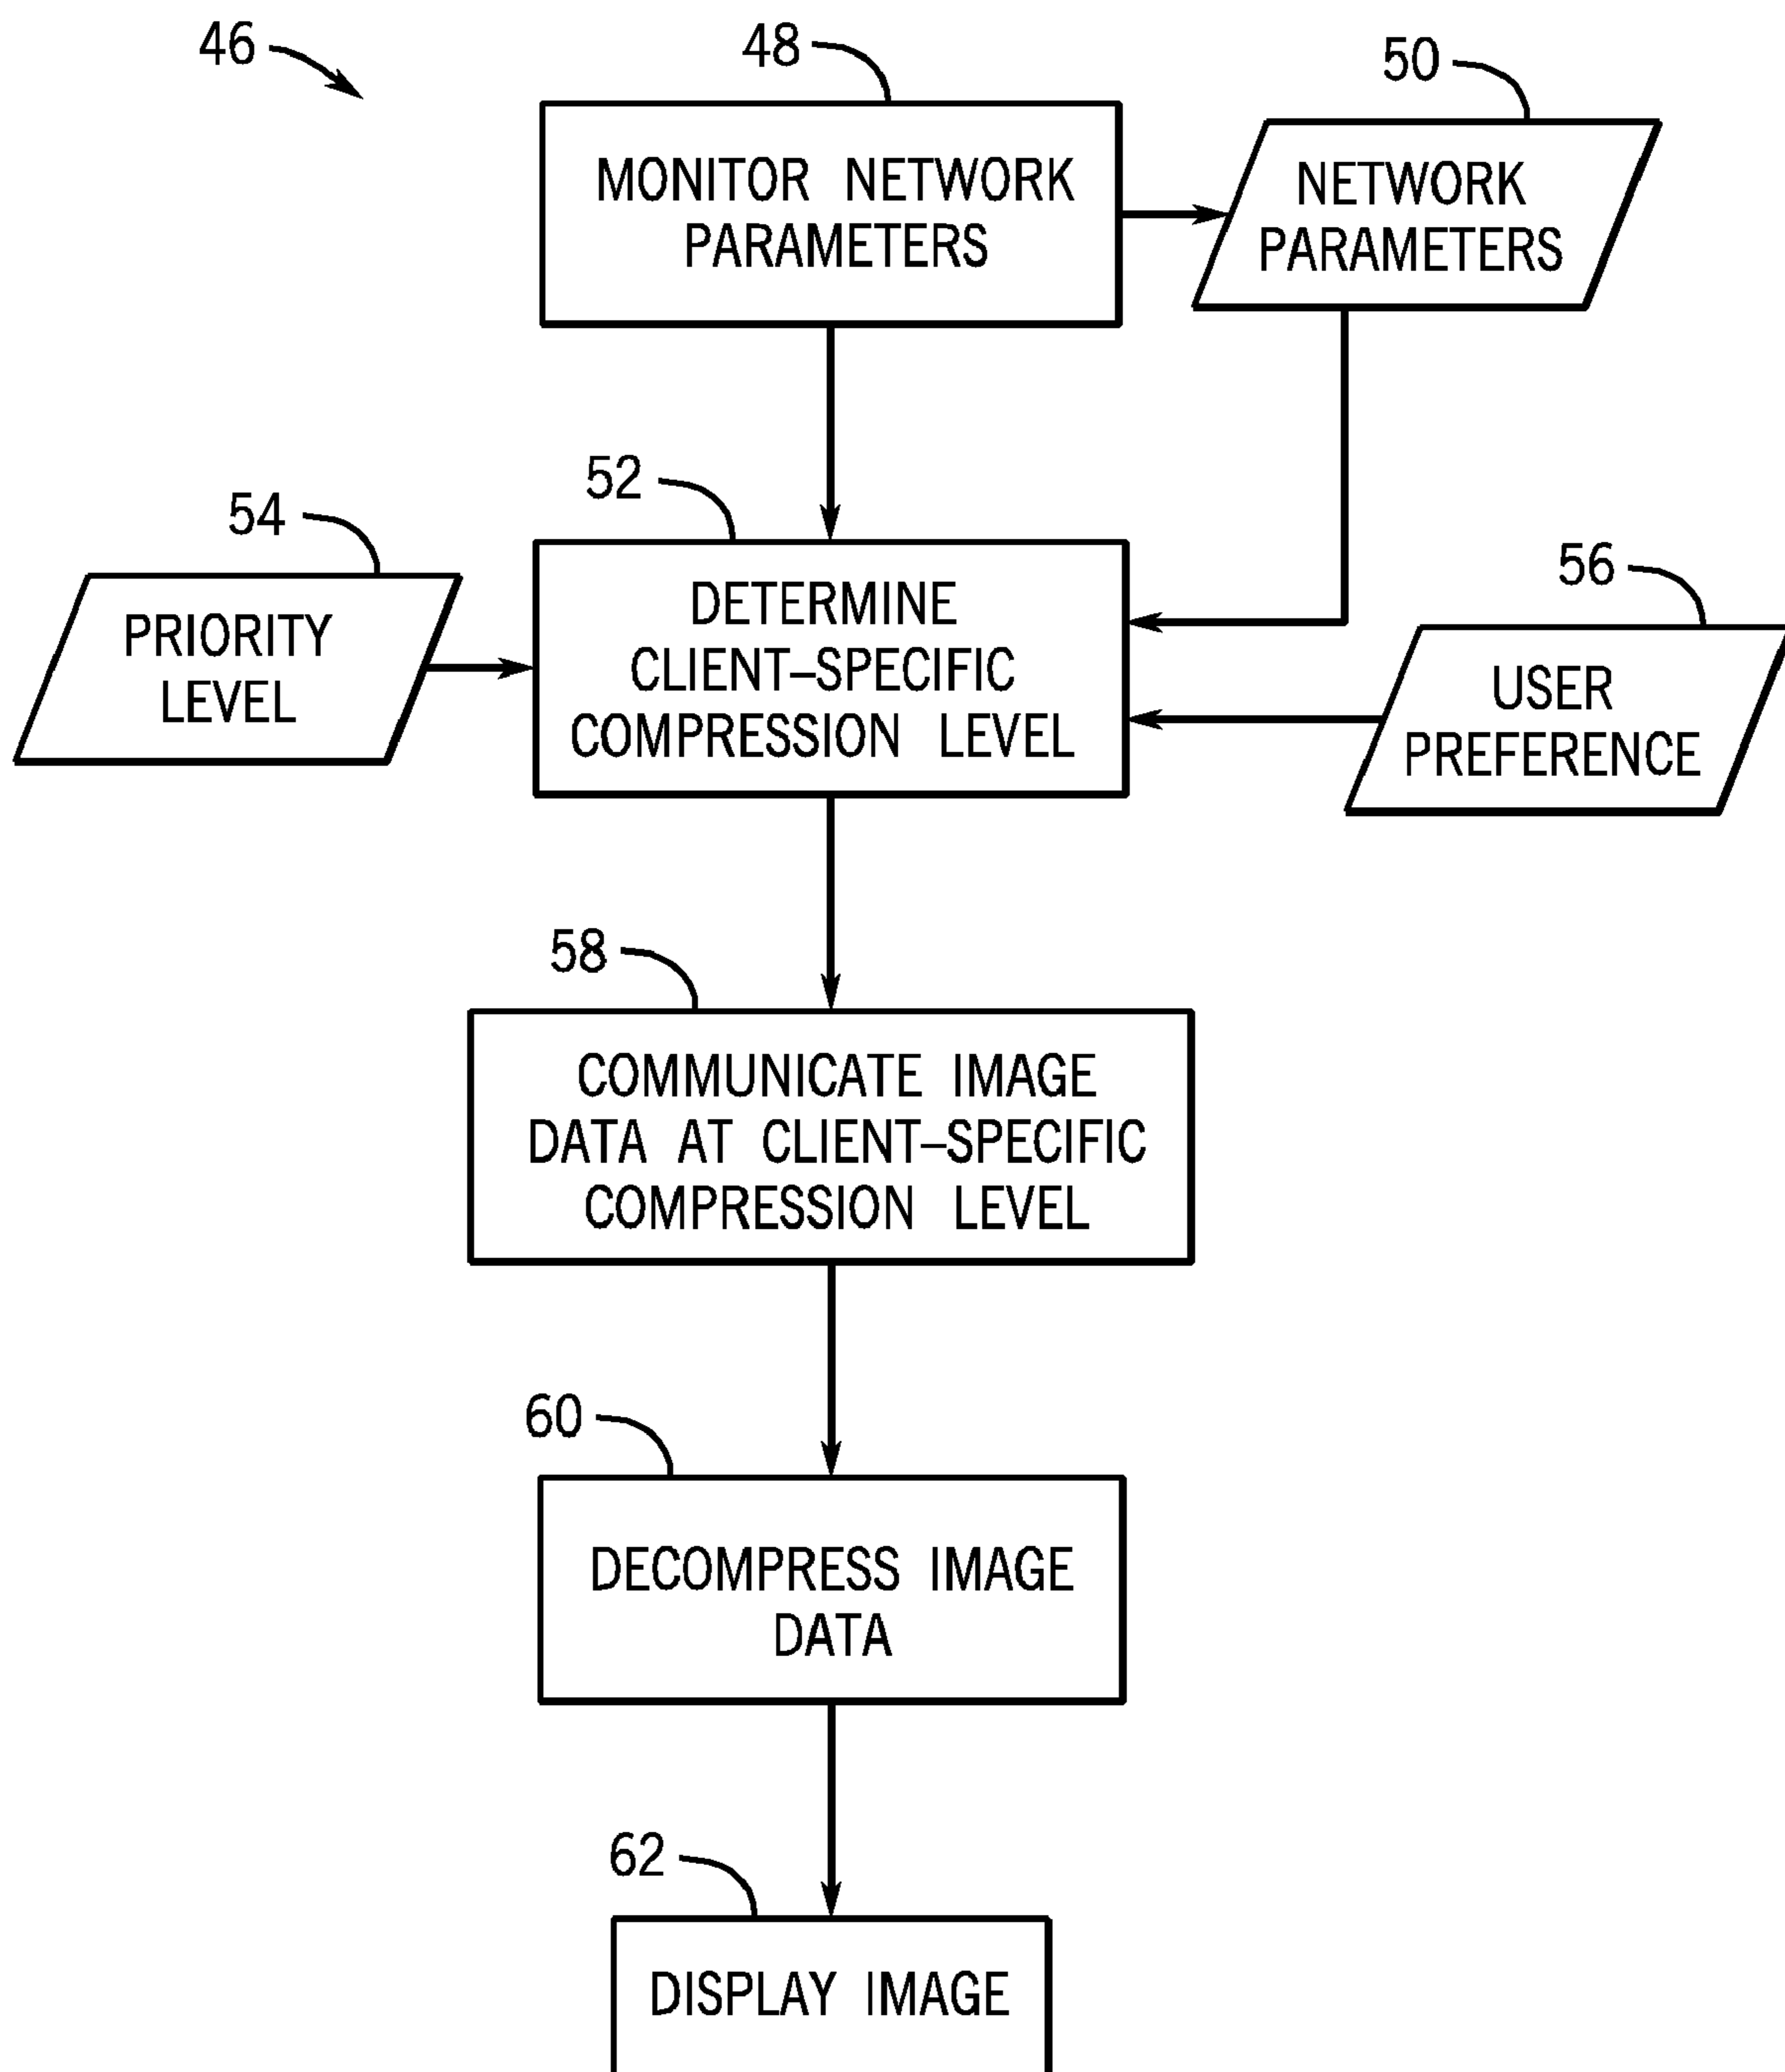 46
48
MONITOR NETWORK
PARAMETERS
50
NETWORK
PARAMETERS
52
DETERMINE
CLIENT–SPECIFIC
COMPRESSION LEVEL
54
PRIORITY
LEVEL
56
USER
PREFERENCE
58
COMMUNICATE IMAGE
DATA AT CLIENT–SPECIFIC
COMPRESSION LEVEL
60
DECOMPRESS IMAGE
DATA
62
DISPLAY IMAGE